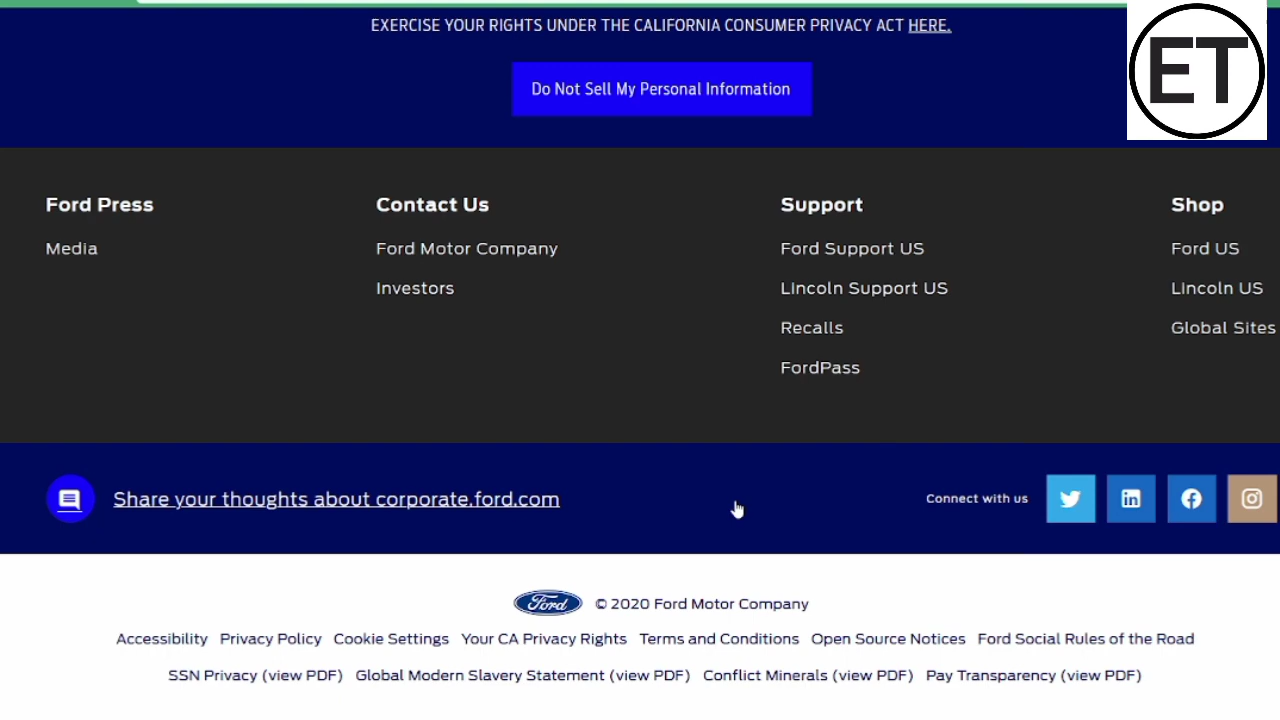 EXERCISE YOUR RIGHTS UNDER THE CALIFORNIA CONSUMER PRIVACY ACT HERE.
ET
Do Not Sell My Personal Information
Ford Press
Media
Contact Us
Ford Motor Company
Investors
Support
Ford Support US
Lincoln Support US
Recalls
FordPass
Shop
Ford US
Lincoln US
Global Sites
Share your thoughts about corporate.ford.com
Connect with us
Ford © 2020 Ford Motor Company
Accessibility Privacy Policy Cookie Settings Your CA Privacy Rights Terms and Conditions Open Source Notices Ford Social Rules of the Road
SSN Privacy (view PDF) Global Modern Slavery Statement (view PDF) Conflict Minerals (view PDF) Pay Transparency (view PDF)